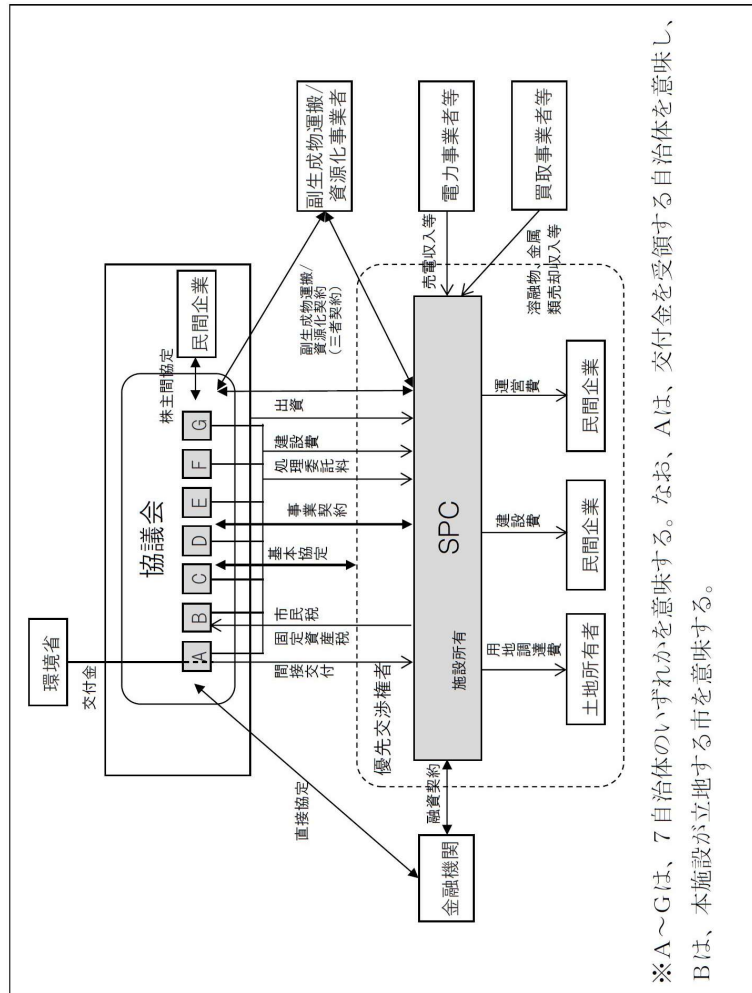 環境省
交付金
協議会
A
B
C
D
E
F
G
株主間協定
民間企業
直接協定
間接交付
固定資産税
市民税
基本協定
事業契約
処理委託料
建設費
出資
副生成物運搬/
資源化契約
(三者契約)
副生成物運搬/
資源化事業者
優先交渉権者
金融機関
融資契約
施設所有
SPC
売電収入等
電力事業者等
溶融物、金属
類売却収入等
買取事業者等
用地調達費
土地所有者
建設費
民間企業
運営費
民間企業
※A～Gは、7自治体のいずれかを意味する。なお、Aは、交付金を受領する自治体を意味し、
Bは、本施設が立地する市を意味する。